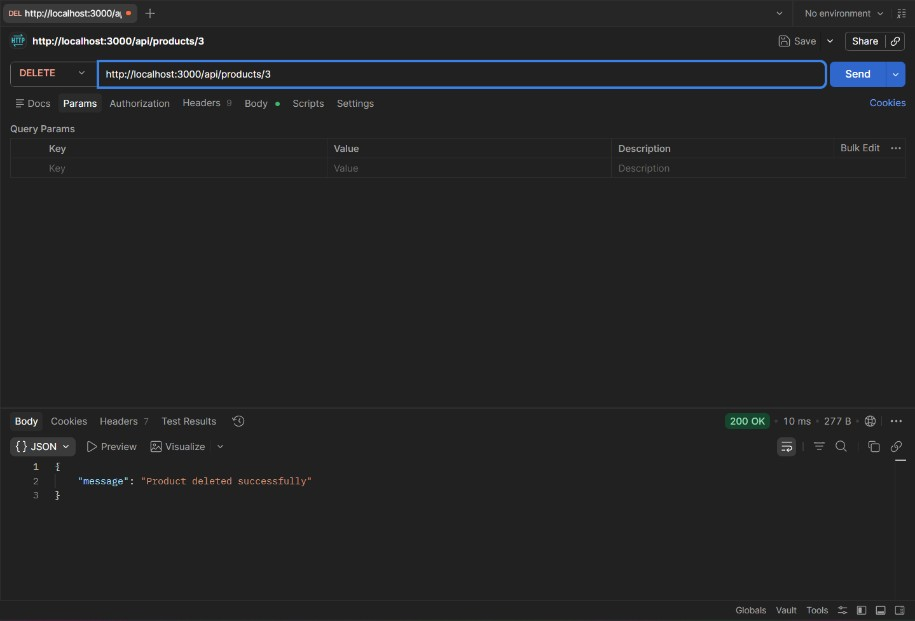 DEL http://localhost:3000/a
No environment
HTTP http://localhost:3000/api/products/3
Save Share
DELETE http://localhost:3000/api/products/3 Send
Docs Params Authorization Headers 9 Body Scripts Settings Cookies
Query Params
Key Value Description Bulk Edit
Key Value Description
Body Cookies Headers 7 Test Results 200 OK 10 ms 277 B
{} JSON Preview Visualize
1 {
2 "message": "Product deleted successfully"
3 }
Globals Vault Tools